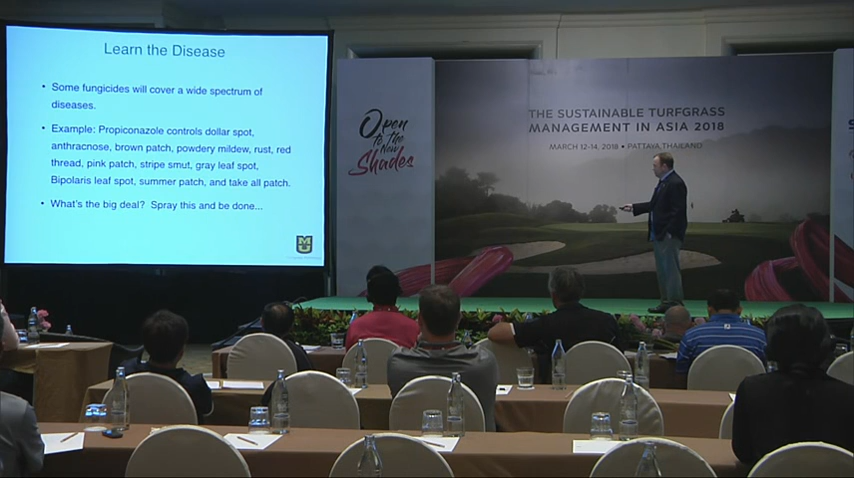 Learn the Disease
• Some fungicides will cover a wide spectrum of
diseases.
• Example: Propiconazole controls dollar spot,
anthracnose, brown patch, powdery mildew, rust, red
thread, pink patch, stripe smut, gray leaf spot,
Bipolaris leaf spot, summer patch, and take all patch.
• What's the big deal? Spray this and be done...
MU
Open
to the
New
Shades
THE SUSTAINABLE TURFGRASS
MANAGEMENT IN ASIA 2018
MARCH 12-14, 2018 • PATTAYA, THAILAND